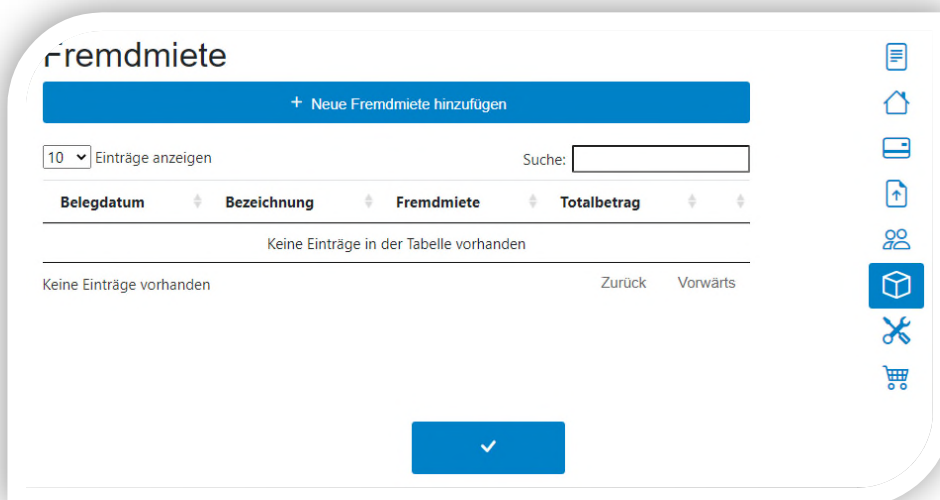 Fremdmiete
+ Neue Fremdmiete hinzufügen
10 Einträge anzeigen Suche:
Belegdatum Bezeichnung Fremdmiete Totalbetrag
Keine Einträge in der Tabelle vorhanden
Keine Einträge vorhanden Zurück Vorwärts